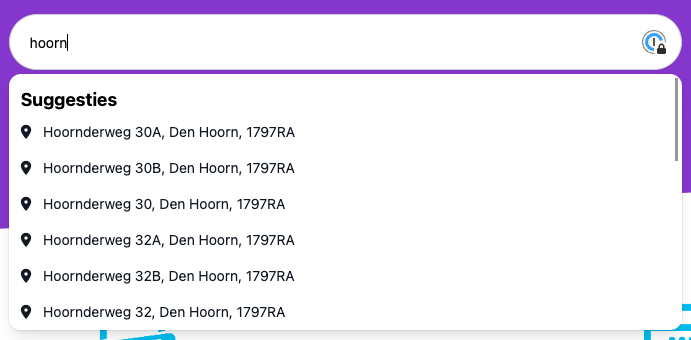 hoorn
Suggesties
Hoornderweg 30A, Den Hoorn, 1797RA
Hoornderweg 30B, Den Hoorn, 1797RA
Hoornderweg 30, Den Hoorn, 1797RA
Hoornderweg 32A, Den Hoorn, 1797RA
Hoornderweg 32B, Den Hoorn, 1797RA
Hoornderweg 32, Den Hoorn, 1797RA